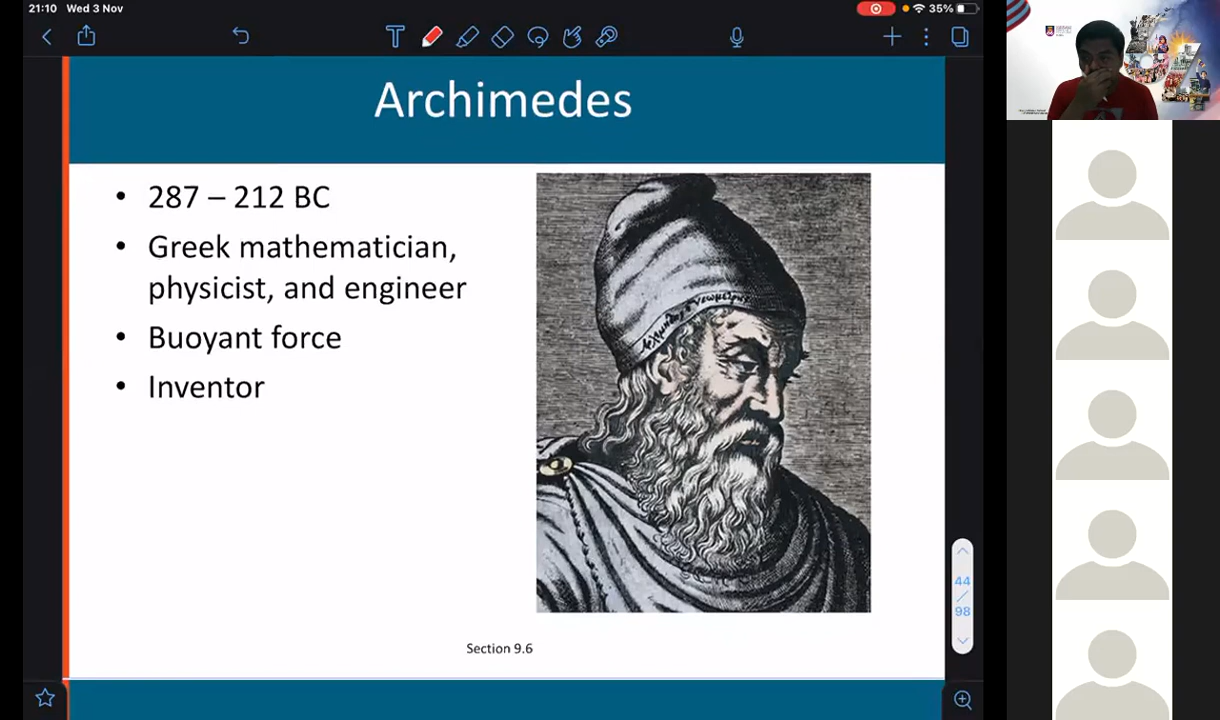 21:10 Wed 3 Nov
35%
Archimedes
• 287 – 212 BC
• Greek mathematician,
physicist, and engineer
• Buoyant force
• Inventor
44
/
98
Section 9.6